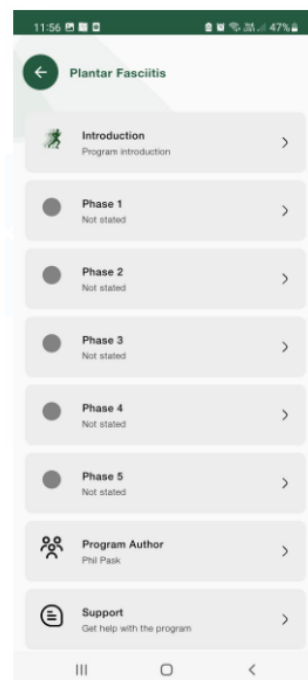 11:56
47%
Plantar Fasciitis
Introduction
Program introduction
Phase 1
Not stated
Phase 2
Not stated
Phase 3
Not stated
Phase 4
Not stated
Phase 5
Not stated
Program Author
Phil Pask
Support
Get help with the program